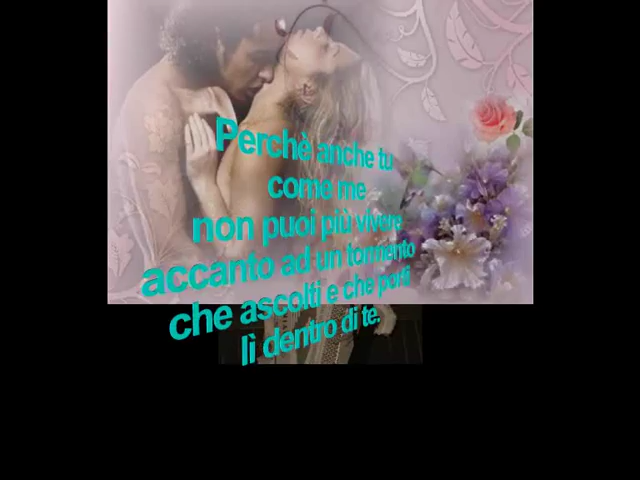 Perchè anche tu
come me
non puoi più vivere
accanto ad un tormento
che ascolti e che porti
lì dentro di te.